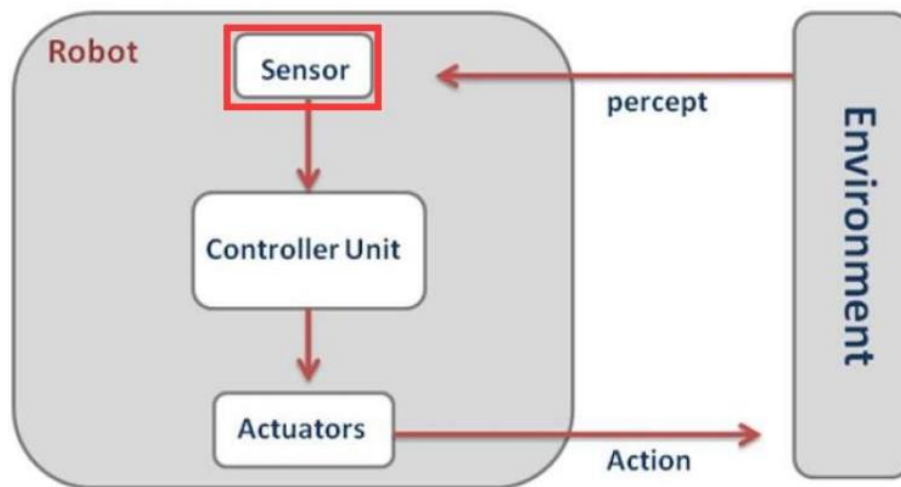 Robot
Sensor
percept
Controller Unit
Environment
Actuators
Action